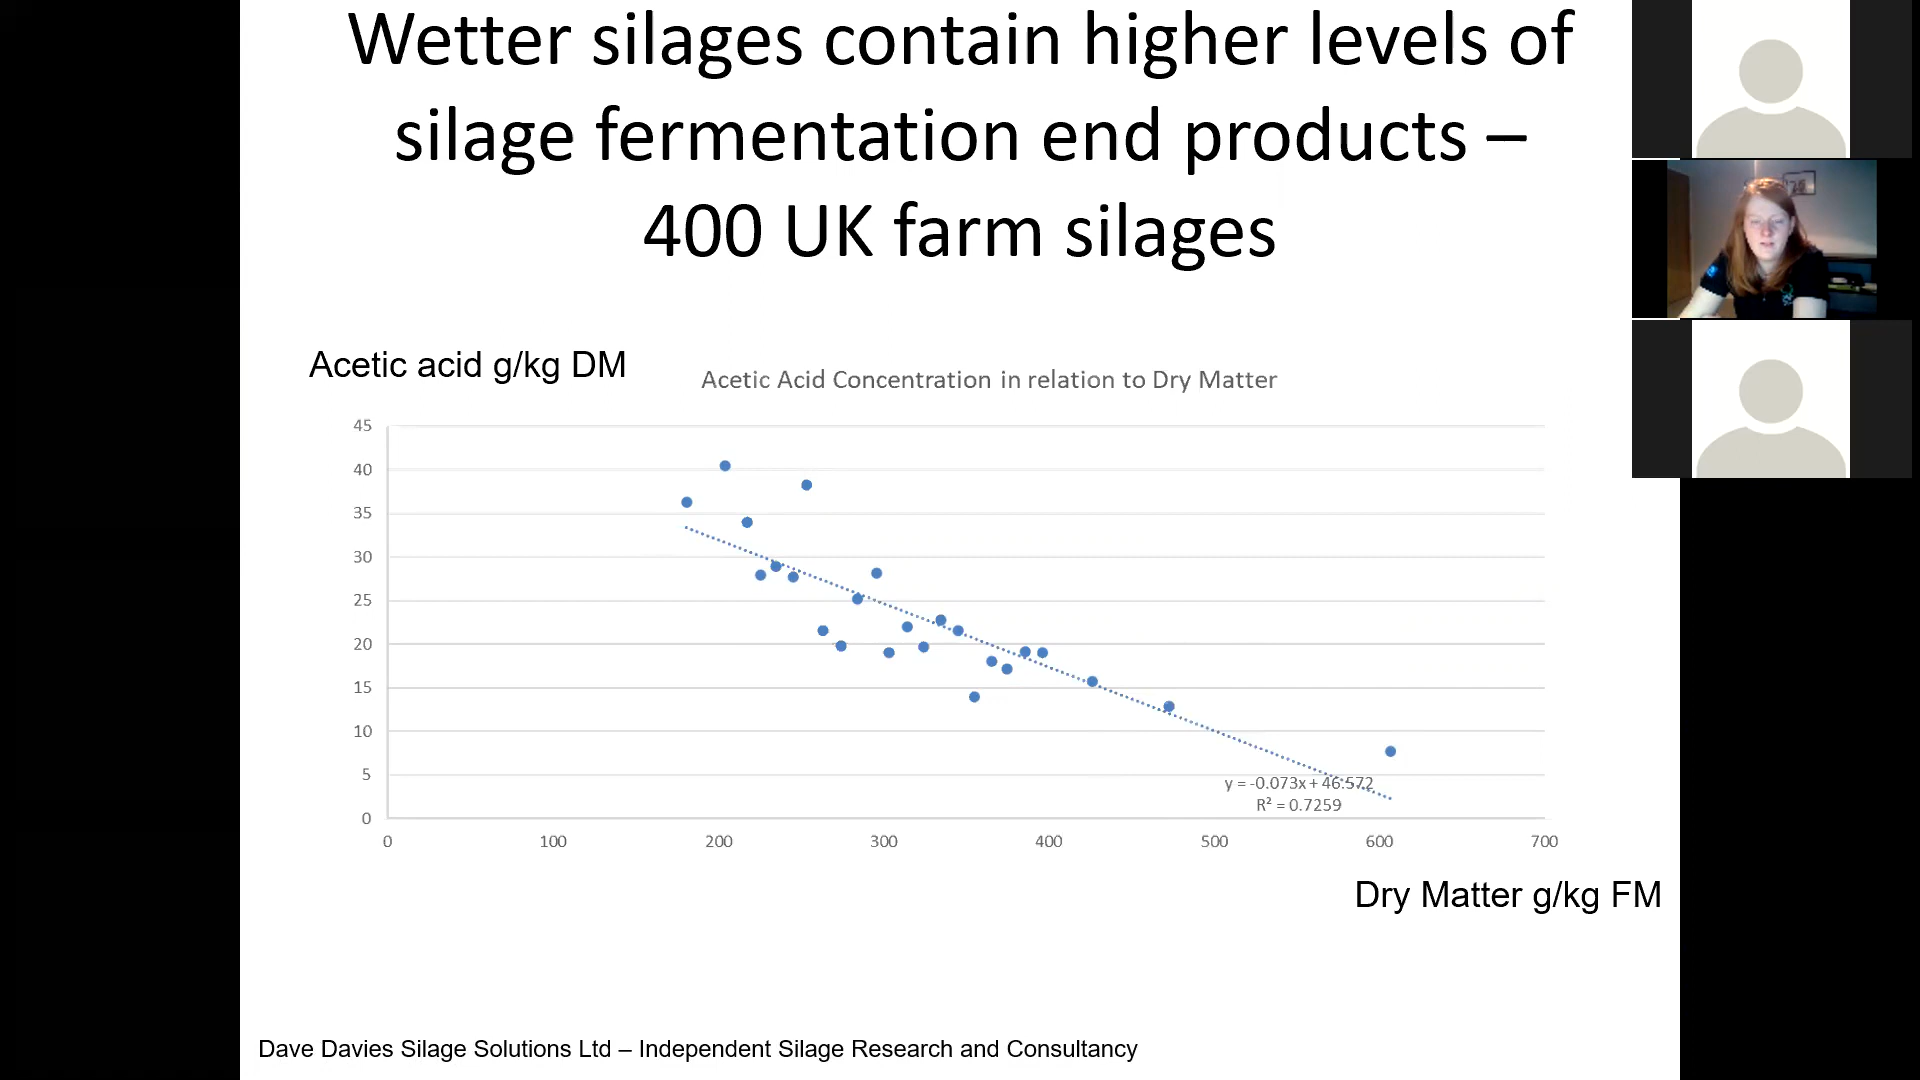 Wetter silages contain higher levels of
silage fermentation end products –
400 UK farm silages
Acetic acid g/kg DM
Acetic Acid Concentration in relation to Dry Matter
45
40
35
30
25
20
15
10
5
0
y = -0.073x + 46.572
R² = 0.7259
0 100 200 300 400 500 600 700
Dry Matter g/kg FM
Dave Davies Silage Solutions Ltd – Independent Silage Research and Consultancy